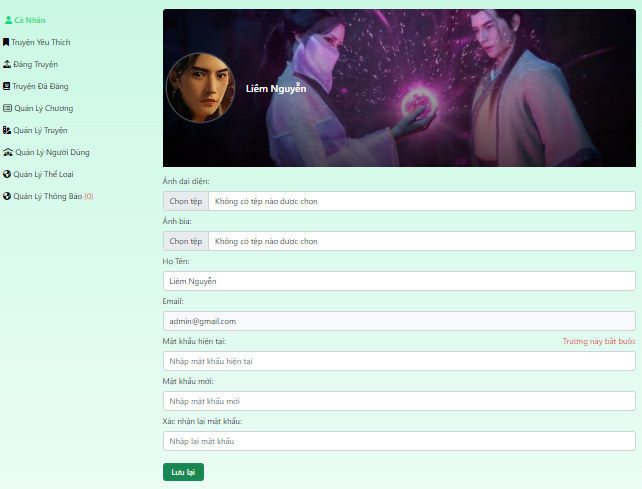 Cá Nhân
Truyện Yêu Thích
Đăng Truyện
Truyện Đã Đăng
Quản Lý Chương
Quản Lý Truyện
Quản Lý Người Dùng
Quản Lý Thể Loại
Quản Lý Thông Báo (0)
Liêm Nguyễn
Ảnh đại diện:
Chọn tệp Không có tệp nào được chọn
Ảnh bìa:
Chọn tệp Không có tệp nào được chọn
Họ Tên:
Liêm Nguyễn
Email:
admin@gmail.com
Mật khẩu hiện tại: Trường này bắt buộc
Nhập mật khẩu hiện tại
Mật khẩu mới:
Nhập mật khẩu mới
Xác nhận lại mật khẩu:
Nhập lại mật khẩu
Lưu lại